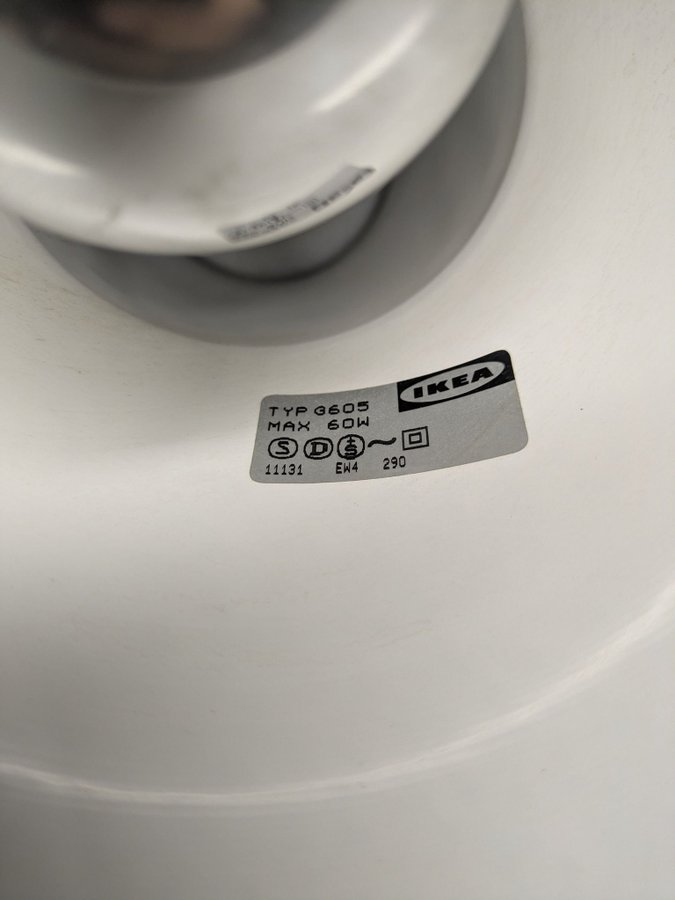 IKEA
TYP G605
MAX 60W
S D S ~
11131 EW4 290